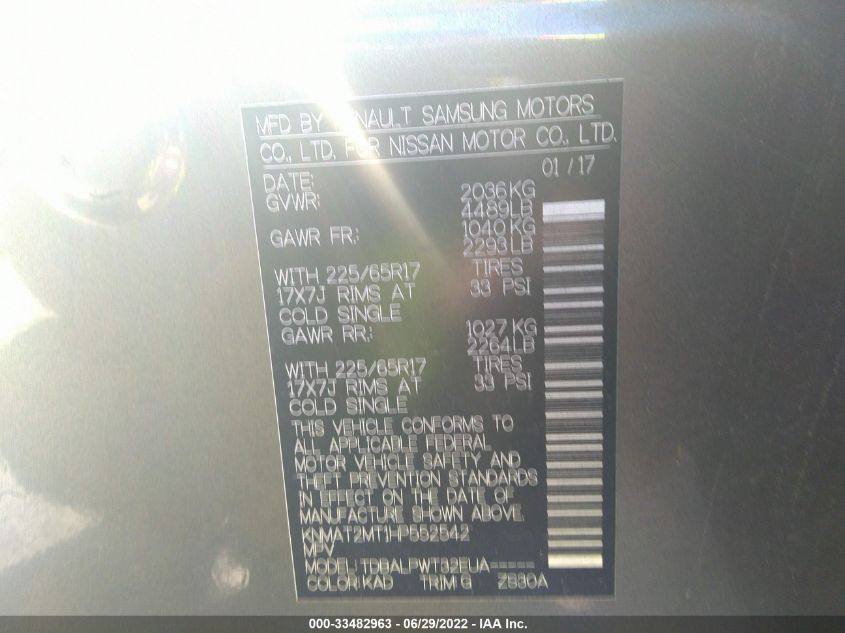 MFD BY RENAULT SAMSUNG MOTORS
CO., LTD. FOR NISSAN MOTOR CO., LTD.
DATE: 01/17
GVWR: 2036KG
4489LB
GAWR FR: 1040KG
2293LB
WITH 225/65R17 TIRES
17X7J RIMS AT 33 PSI
COLD SINGLE
GAWR RR: 1027KG
2264LB
WITH 225/65R17 TIRES
17X7J RIMS AT 33 PSI
COLD SINGLE
THIS VEHICLE CONFORMS TO
ALL APPLICABLE FEDERAL
MOTOR VEHICLE SAFETY AND
THEFT PREVENTION STANDARDS
IN EFFECT ON THE DATE OF
MANUFACTURE SHOWN ABOVE.
KNMAT2MT1HP552542
MPV
MODEL: TDBALPWT32EUA-----
COLOR:KAD TRIM:G Z880A
000-33482963 - 06/29/2022 - IAA Inc.